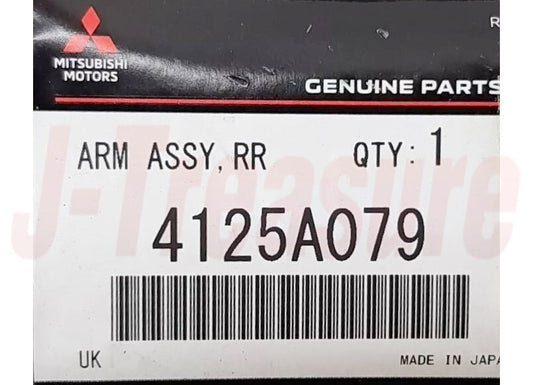 R
MITSUBISHI
MOTORS
GENUINE PARTS
ARM ASSY, RR QTY: 1
J-Treasure
4125A079
UK MADE IN JAPA